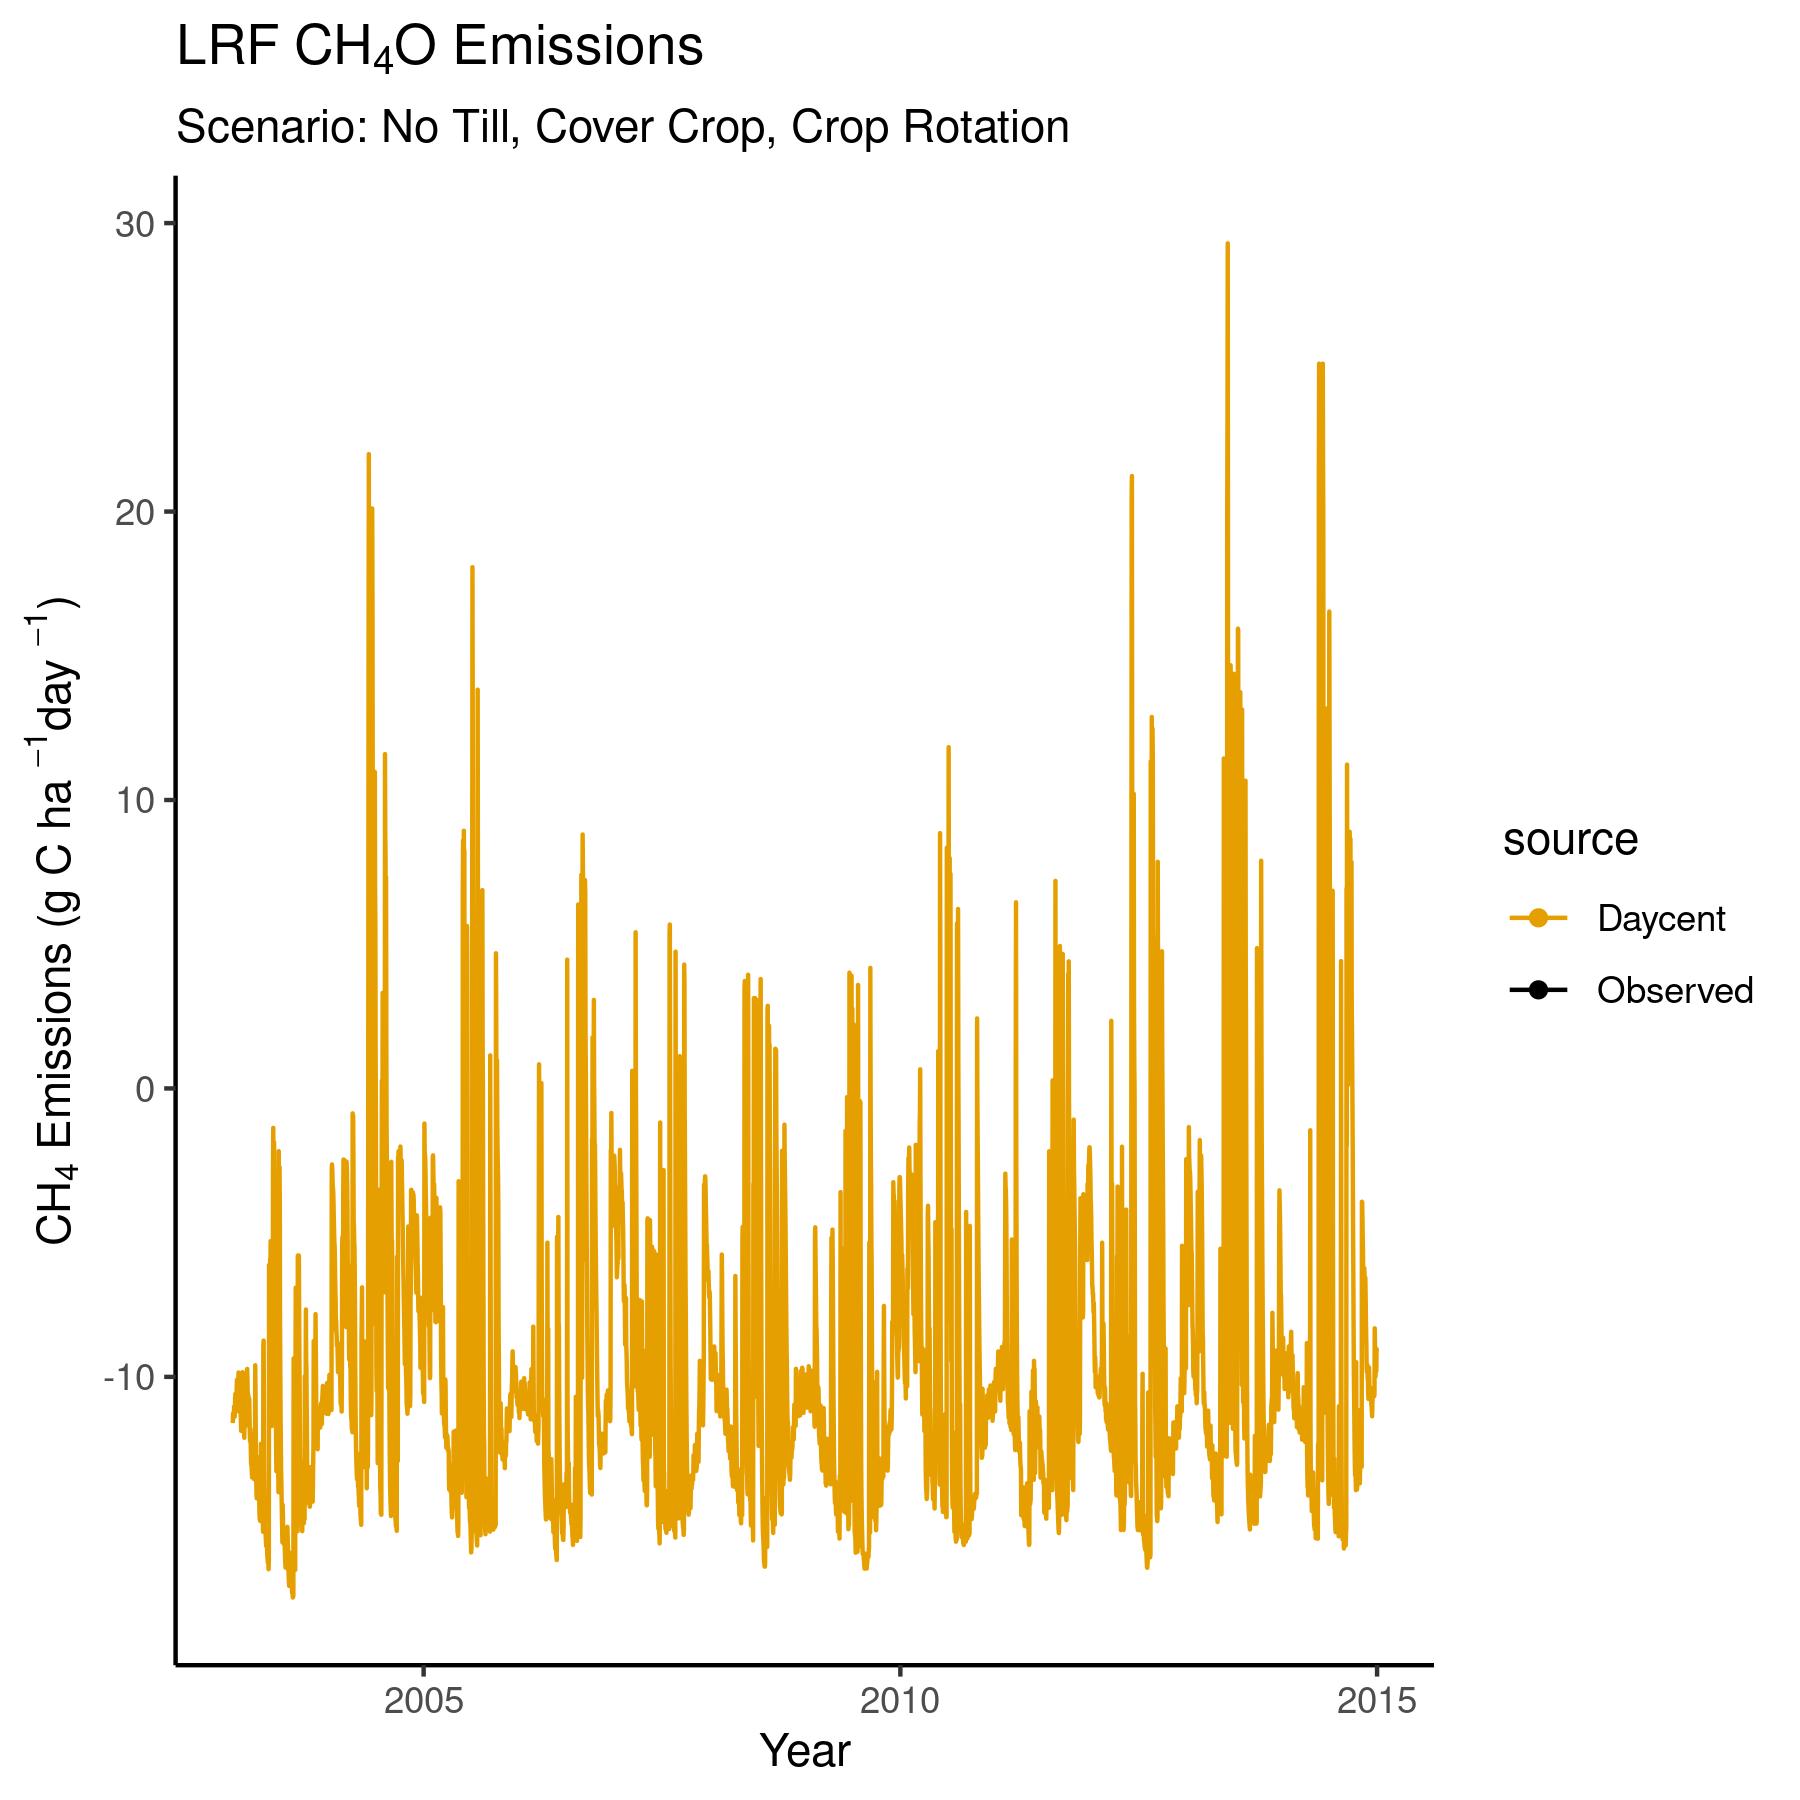 LRF CH₄O Emissions
Scenario: No Till, Cover Crop, Crop Rotation
CH₄ Emissions (g C ha ⁻¹day ⁻¹)
30
20
10
0
-10
2005
2010
2015
Year
source
Daycent
Observed